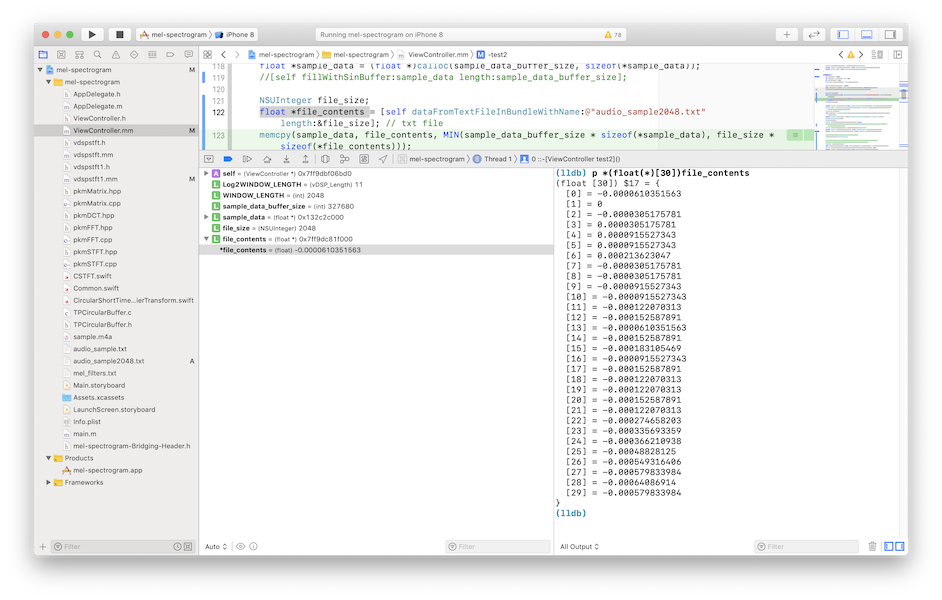 mel-spectrogram
iPhone 8
Running mel-spectrogram on iPhone 8
78
mel-spectrogram
mel-spectrogram
ViewController.mm
-test2
mel-spectrogram M
mel-spectrogram
AppDelegate.h
AppDelegate.m
ViewController.h
ViewController.mm M
vdspstft.h
vdspstft.mm
vdspstft1.h
vdspstft1.mm M
pkmMatrix.hpp
pkmMatrix.cpp
pkmDCT.hpp
pkmFFT.hpp
pkmFFT.cpp
pkmSTFT.hpp
pkmSTFT.cpp
CSTFT.swift
Common.swift
CircularShortTime...ierTransform.swift
TPCircularBuffer.c
TPCircularBuffer.h
sample.m4a
audio_sample.txt
audio_sample2048.txt A
mel_filters.txt
Main.storyboard
Assets.xcassets
LaunchScreen.storyboard
Info.plist
main.m
mel-spectrogram-Bridging-Header.h
Products
mel-spectrogram.app
Frameworks
Filter
118 float *sample_data = (float *)calloc(sample_data_buffer_size, sizeof(*sample_data));
119 //[self fillWithSinBuffer:sample_data length:sample_data_buffer_size];
120
121 NSUInteger file_size;
122 float *file_contents = [self dataFromTextFileInBundleWithName:@"audio_sample2048.txt"
length:&file_size]; // txt file
123 memcpy(sample_data, file_contents, MIN(sample_data_buffer_size * sizeof(*sample_data), file_size *
sizeof(*file_contents)));
mel-spectrogram
Thread 1
0 ::-[ViewController test2]()
self = (ViewController *) 0x7ff9dbf06bd0
Log2WINDOW_LENGTH = (vDSP_Length) 11
WINDOW_LENGTH = (int) 2048
sample_data_buffer_size = (int) 327680
sample_data = (float *) 0x132c2c000
file_size = (NSUInteger) 2048
file_contents = (float *) 0x7ff9dc81f000
*file_contents = (float) -0.0000610351563
Auto
Filter
(lldb) p *(float(*)[30])file_contents
(float [30]) $17 = {
[0] = -0.0000610351563
[1] = 0
[2] = -0.0000305175781
[3] = 0.0000305175781
[4] = 0.0000915527343
[5] = 0.0000915527343
[6] = 0.000213623047
[7] = -0.0000305175781
[8] = -0.0000305175781
[9] = -0.0000915527343
[10] = -0.0000915527343
[11] = -0.000122070313
[12] = -0.000152587891
[13] = -0.0000610351563
[14] = -0.000152587891
[15] = -0.000183105469
[16] = -0.0000915527343
[17] = -0.000152587891
[18] = -0.000122070313
[19] = -0.000122070313
[20] = -0.000152587891
[21] = -0.000122070313
[22] = -0.000274658203
[23] = -0.000335693359
[24] = -0.000366210938
[25] = -0.00048828125
[26] = -0.000549316406
[27] = -0.000579833984
[28] = -0.00064086914
[29] = -0.000579833984
}
(lldb)
All Output
Filter